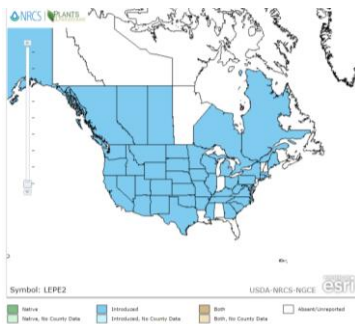 NRCS | PLANTS
Symbol: LEPE2
USDA-NRCS-NGCE
esri
Native
Introduced
Both
Absent/Unreported
Native, No County Data
Introduced, No County Data
Both, No County Data